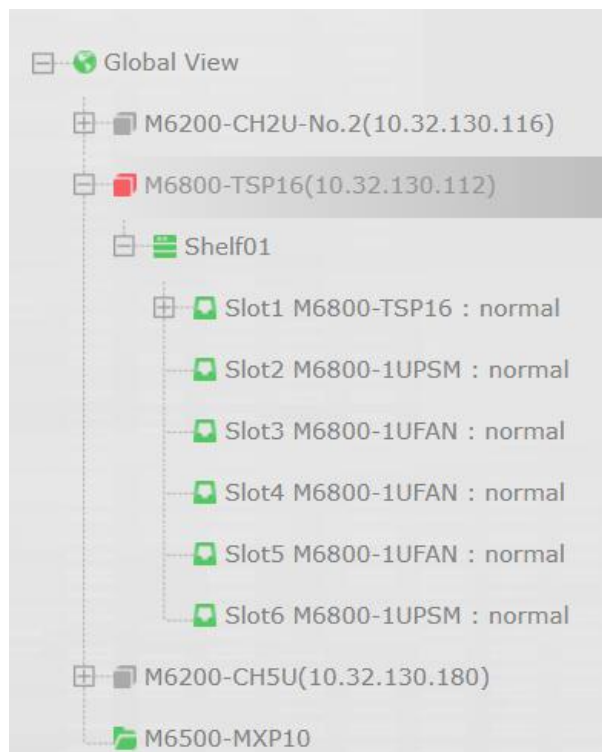 Global View
M6200-CH2U-No.2(10.32.130.116)
M6800-TSP16(10.32.130.112)
Shelf01
Slot1 M6800-TSP16 : normal
Slot2 M6800-1UPSM : normal
Slot3 M6800-1UFAN : normal
Slot4 M6800-1UFAN : normal
Slot5 M6800-1UFAN : normal
Slot6 M6800-1UPSM : normal
M6200-CH5U(10.32.130.180)
M6500-MXP10